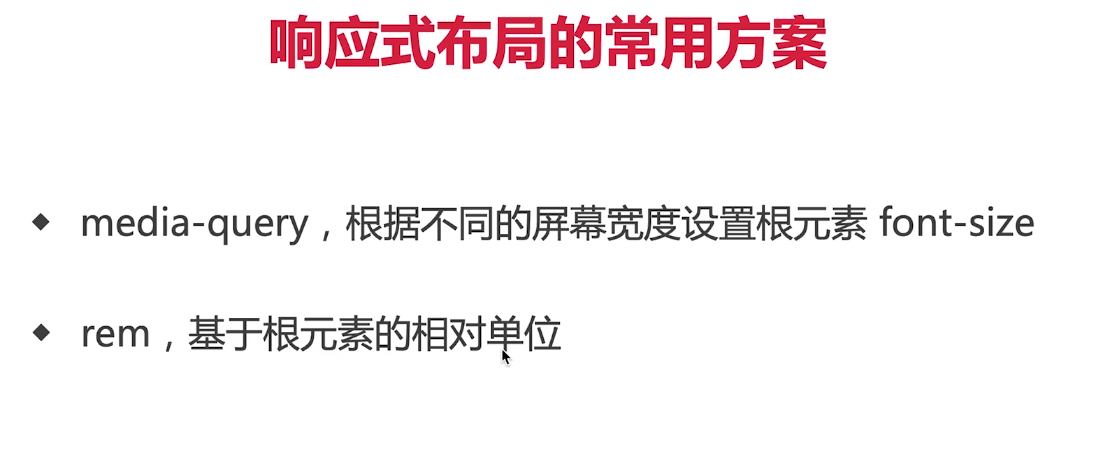 响应式布局的常用方案
◆ media-query，根据不同的屏幕宽度设置根元素 font-size
◆ rem，基于根元素的相对单位